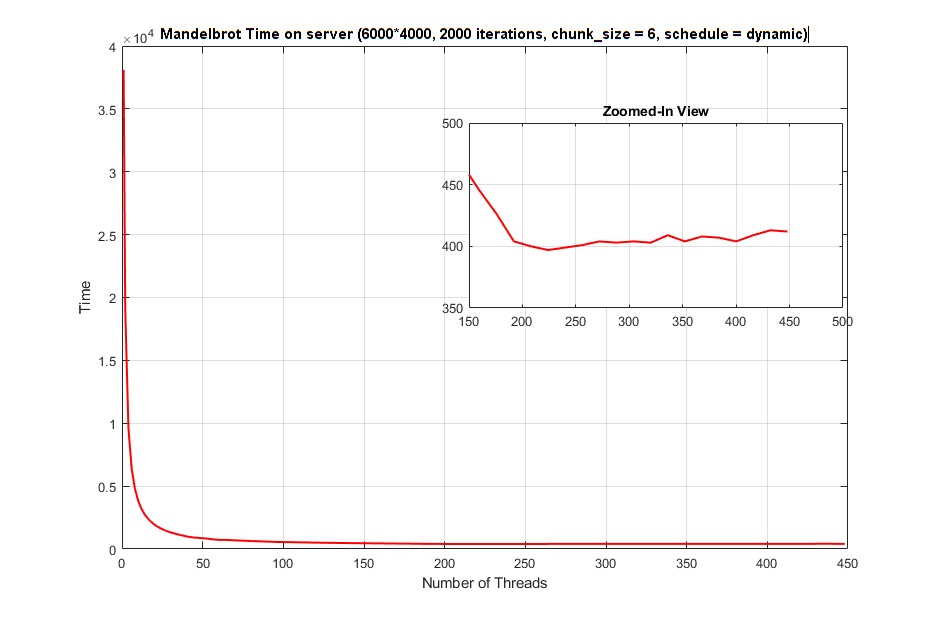 ×10⁴ Mandelbrot Time on server (6000*4000, 2000 iterations, chunk_size = 6, schedule = dynamic)
4
3.5
3
2.5
2
1.5
1
0.5
0
Time
0 50 100 150 200 250 300 350 400 450
Number of Threads
Zoomed-In View
500
450
400
350
150 200 250 300 350 400 450 500